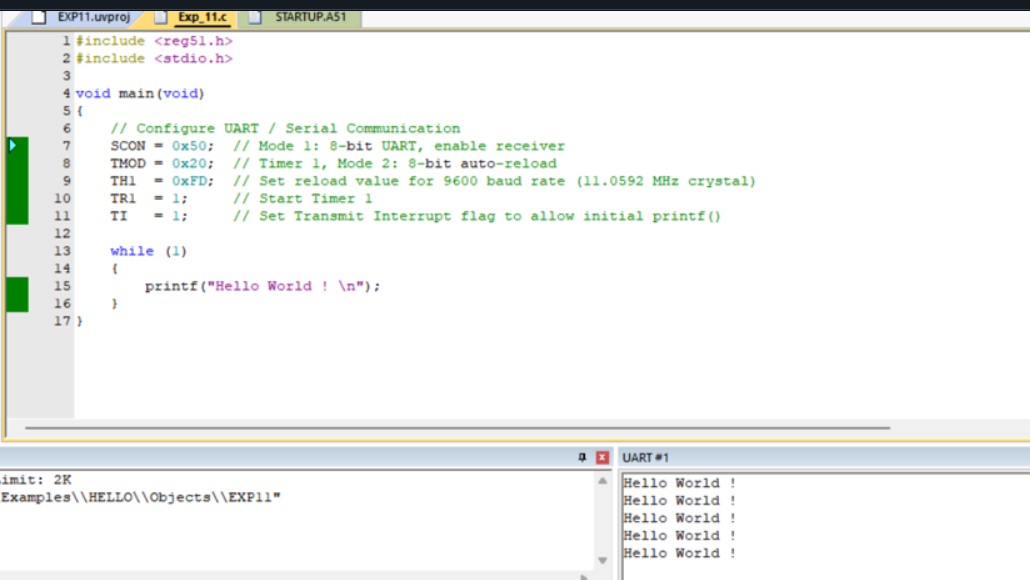 EXP11.uvproj Exp_11.c STARTUP.A51
1 #include <reg51.h>
2 #include <stdio.h>
3
4 void main(void)
5 {
6 // Configure UART / Serial Communication
7 SCON = 0x50; // Mode 1: 8-bit UART, enable receiver
8 TMOD = 0x20; // Timer 1, Mode 2: 8-bit auto-reload
9 TH1 = 0xFD; // Set reload value for 9600 baud rate (11.0592 MHz crystal)
10 TR1 = 1; // Start Timer 1
11 TI = 1; // Set Transmit Interrupt flag to allow initial printf()
12
13 while (1)
14 {
15 printf("Hello World ! \n");
16 }
17 }
imit: 2K
Examples\\HELLO\\Objects\\EXP11"
UART #1
Hello World !
Hello World !
Hello World !
Hello World !
Hello World !